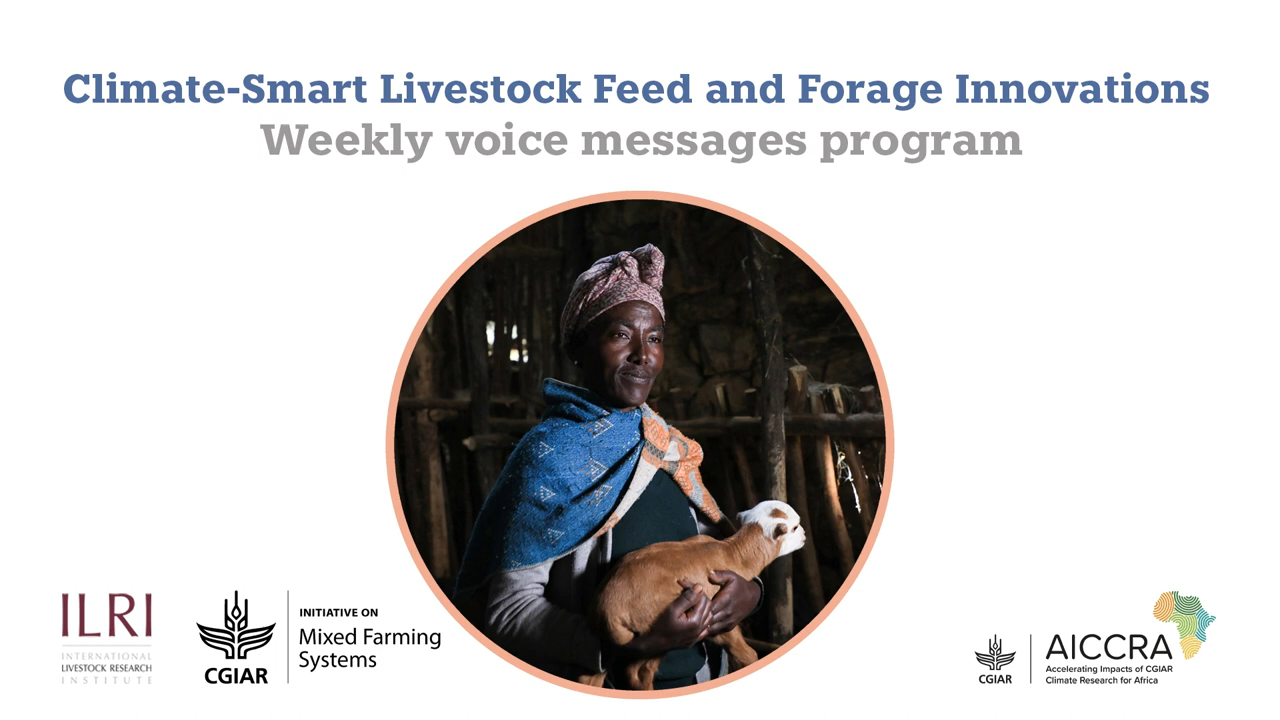 Climate-Smart Livestock Feed and Forage Innovations
Weekly voice messages program
ILRI
INTERNATIONAL
LIVESTOCK RESEARCH
INSTITUTE
CGIAR
INITIATIVE ON
Mixed Farming
Systems
CGIAR
AICCRA
Accelerating Impacts of CGIAR
Climate Research for Africa